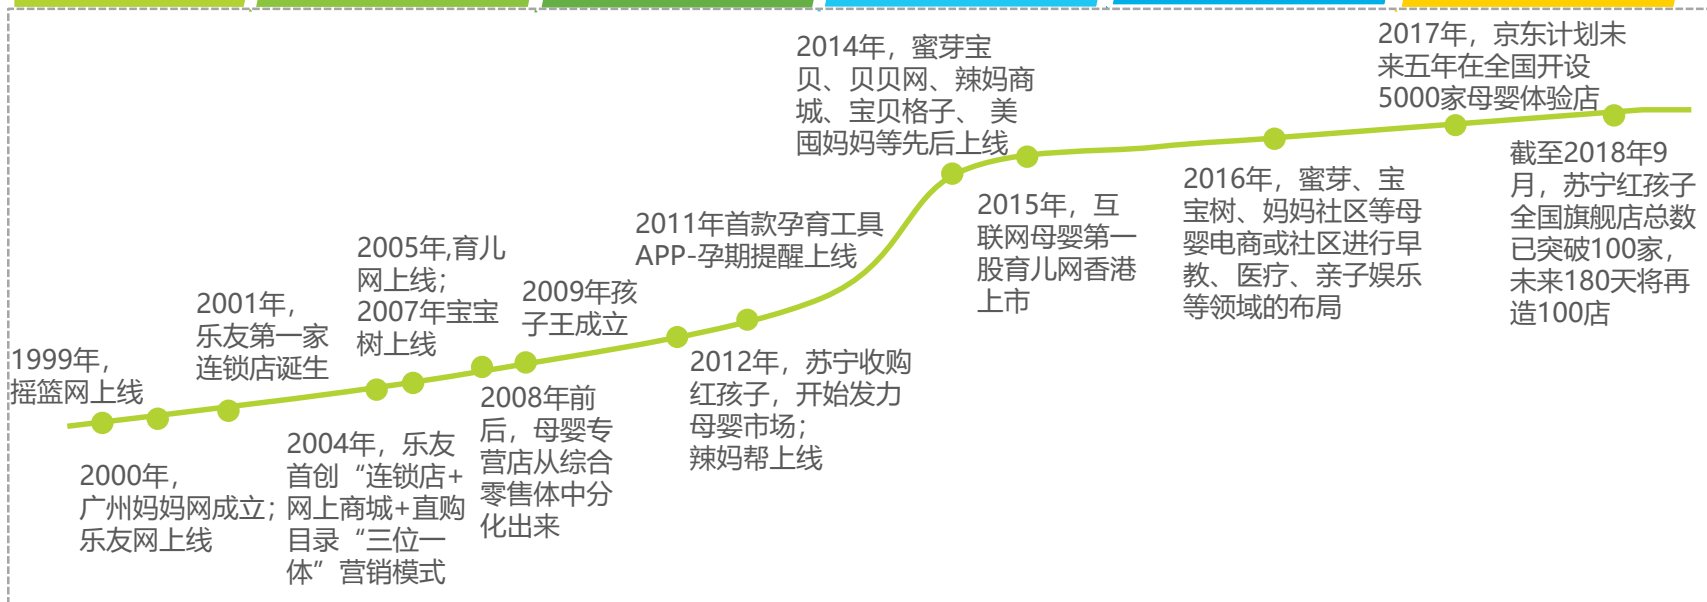 1999年，
摇篮网上线
2000年，
广州妈妈网成立；
乐友网上线
2001年，
乐友第一家
连锁店诞生
2004年，乐友
首创“连锁店+
网上商城+直购
目录“三位一
体”营销模式
2005年,育儿
网上线；
2007年宝宝
树上线
2008年前
后，母婴专
营店从综合
零售体中分
化出来
2009年孩
子王成立
2011年首款孕育工具
APP-孕期提醒上线
2012年，苏宁收购
红孩子，开始发力
母婴市场；
辣妈帮上线
2014年，蜜芽宝
贝、贝贝网、辣妈商
城、宝贝格子、 美
囤妈妈等先后上线
2015年，互
联网母婴第一
股育儿网香港
上市
2016年，蜜芽、宝
宝树、妈妈社区等母
婴电商或社区进行早
教、医疗、亲子娱乐
等领域的布局
2017年，京东计划未
来五年在全国开设
5000家母婴体验店
截至2018年9
月，苏宁红孩子
全国旗舰店总数
已突破100家，
未来180天将再
造100店